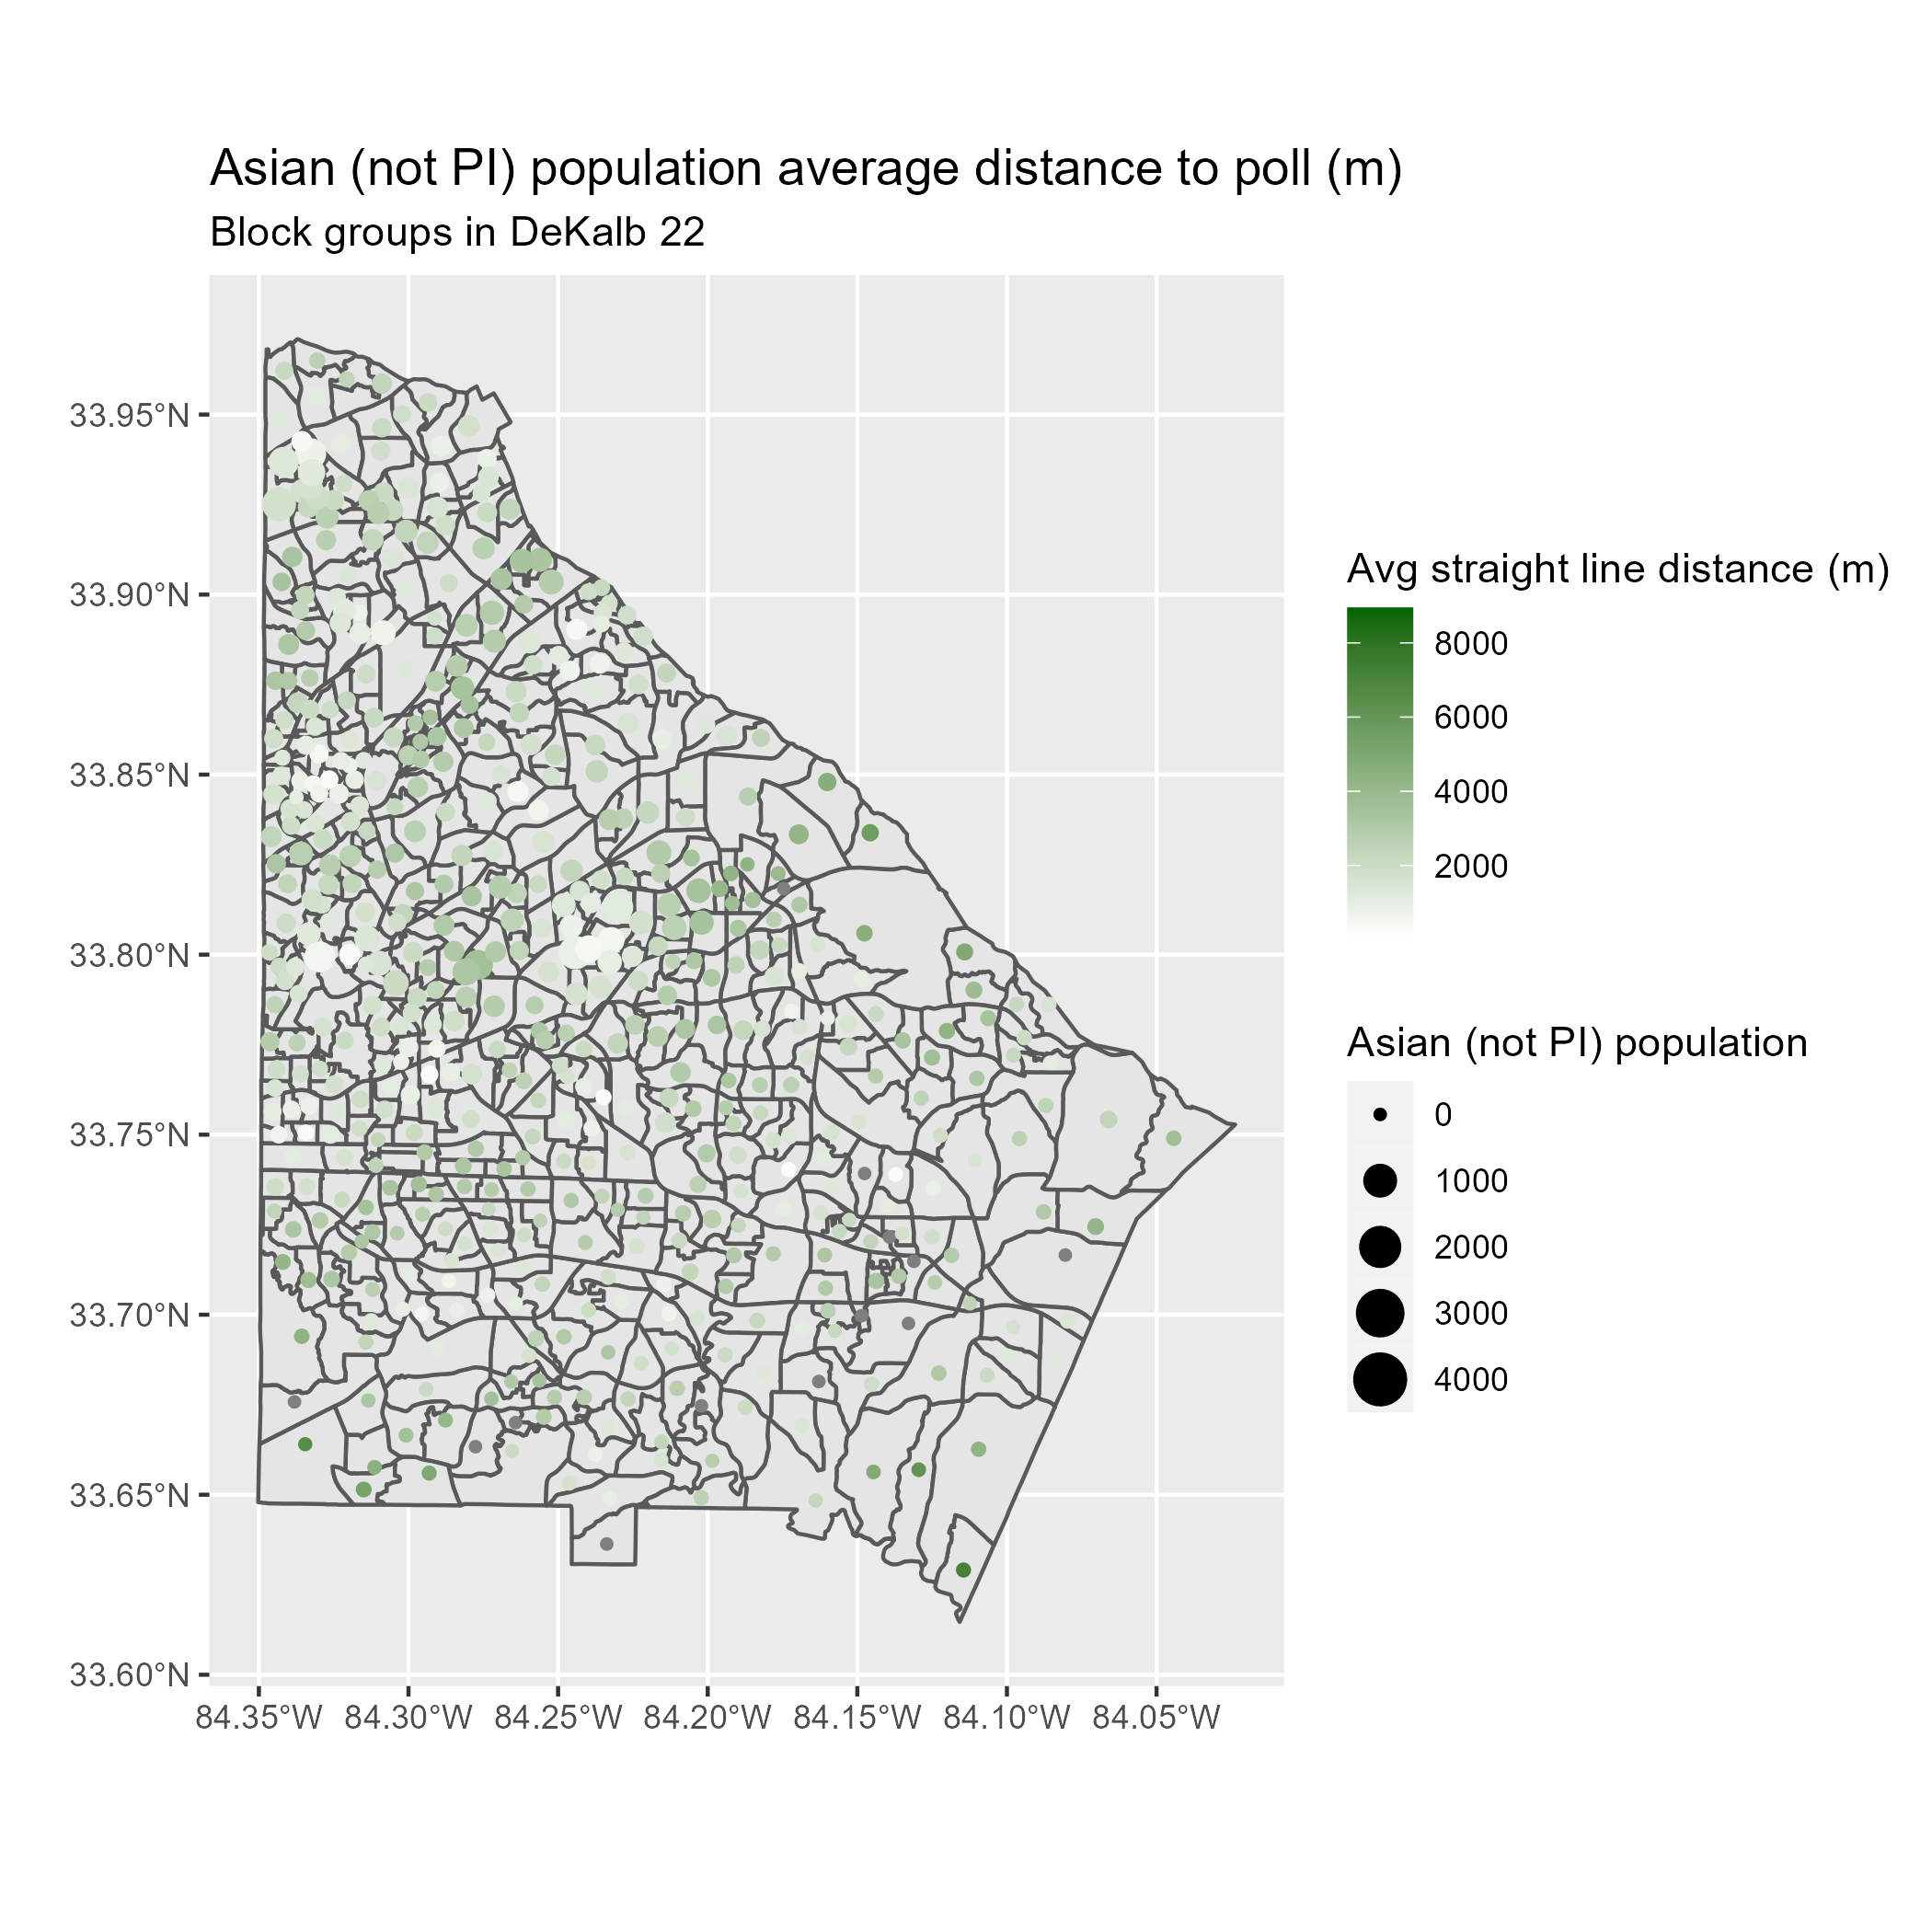 Asian (not PI) population average distance to poll (m)
Block groups in DeKalb 22
33.95°N
33.90°N
33.85°N
33.80°N
33.75°N
33.70°N
33.65°N
33.60°N
84.35°W 84.30°W 84.25°W 84.20°W 84.15°W 84.10°W 84.05°W
Avg straight line distance (m)
8000
6000
4000
2000
Asian (not PI) population
0
1000
2000
3000
4000